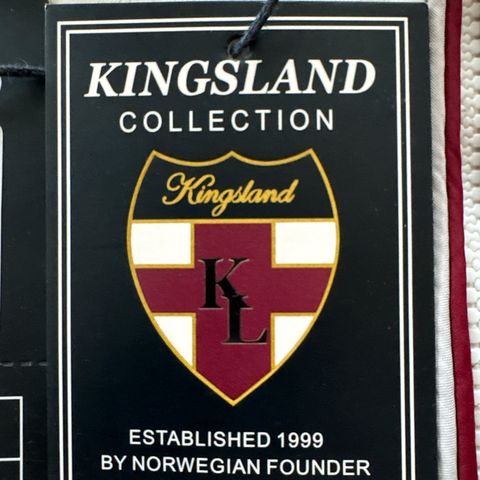 KINGSLAND
COLLECTION
Kingsland
KL
ESTABLISHED 1999
BY NORWEGIAN FOUNDER